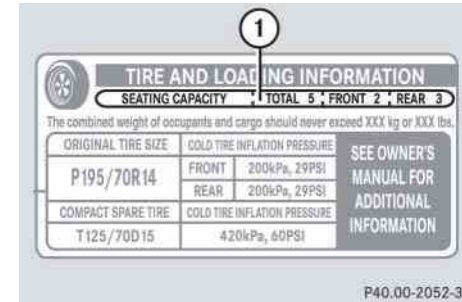 1
TIRE AND LOADING INFORMATION
SEATING CAPACITY TOTAL 5 FRONT 2 REAR 3
The combined weight of occupants and cargo should never exceed XXX kg or XXX lbs.
ORIGINAL TIRE SIZE COLD TIRE INFLATION PRESSURE SEE OWNER'S MANUAL FOR ADDITIONAL INFORMATION
P195/70R14 FRONT 200kPa, 29PSI
REAR 200kPa, 29PSI
COMPACT SPARE TIRE COLD TIRE INFLATION PRESSURE
T125/70D15 420kPa, 60PSI
P40.00-2052-3